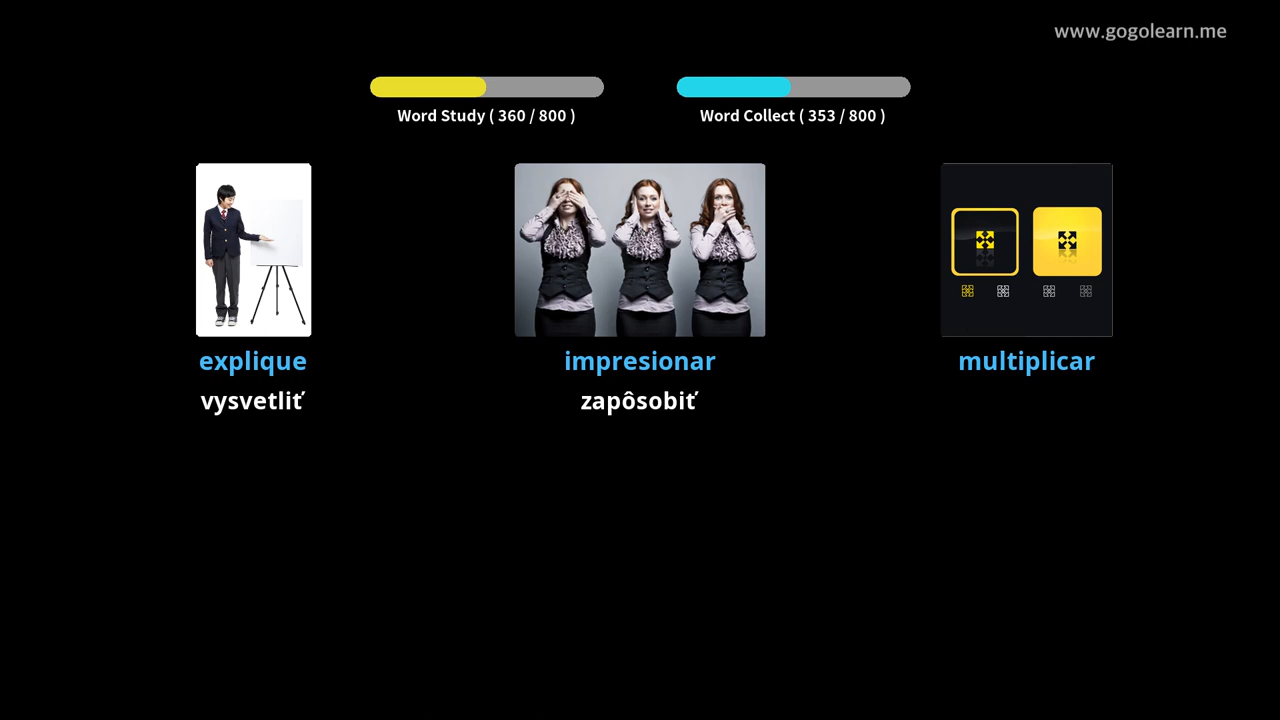 www.gogolearn.me
Word Study ( 360 / 800 )
Word Collect ( 353 / 800 )
explique
vysvetliť
impresionar
zapôsobiť
multiplicar